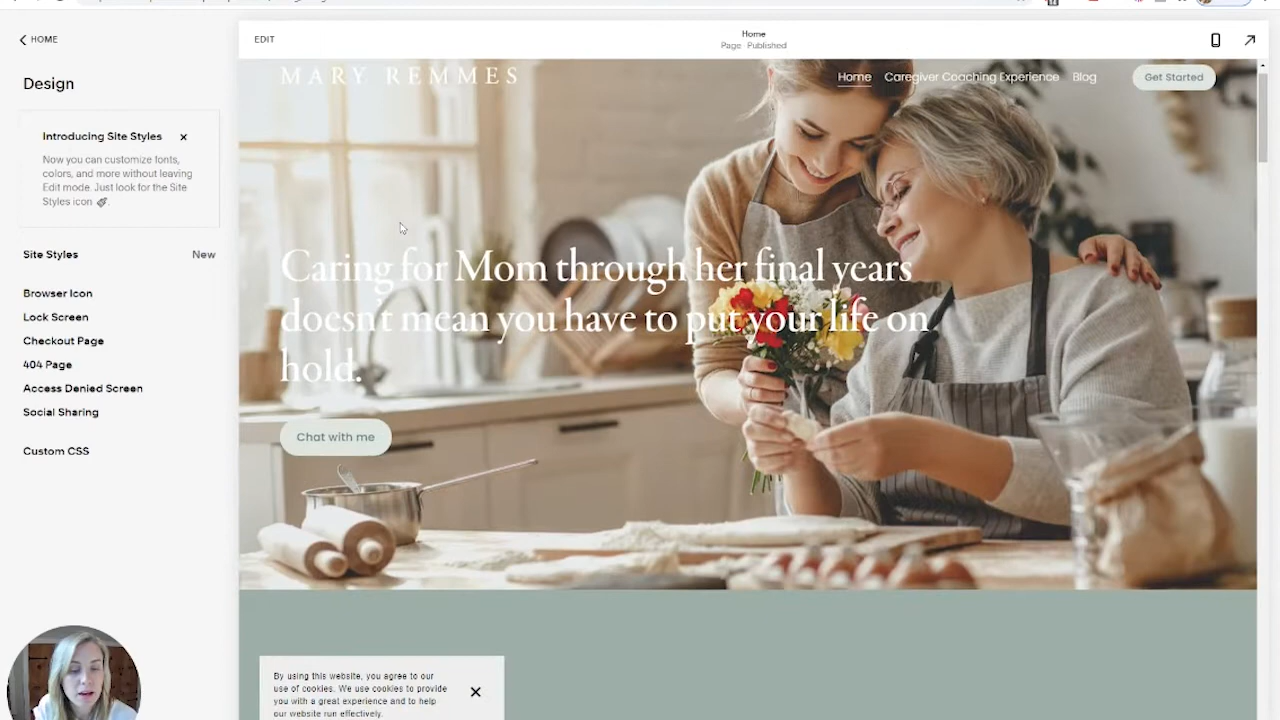 HOME
Design
Introducing Site Styles
Now you can customize fonts,
colors, and more without leaving
Edit mode. Just look for the Site
Styles icon
Site Styles New
Browser Icon
Lock Screen
Checkout Page
404 Page
Access Denied Screen
Social Sharing
Custom CSS
EDIT
Home
Page Published
MARY REMMES
Home Caregiver Coaching Experience Blog Get Started
Caring for Mom through her final years
doesn't mean you have to put your life on
hold.
Chat with me
By using this website, you agree to our
use of cookies. We use cookies to provide
you with a great experience and to help
our website run effectively.